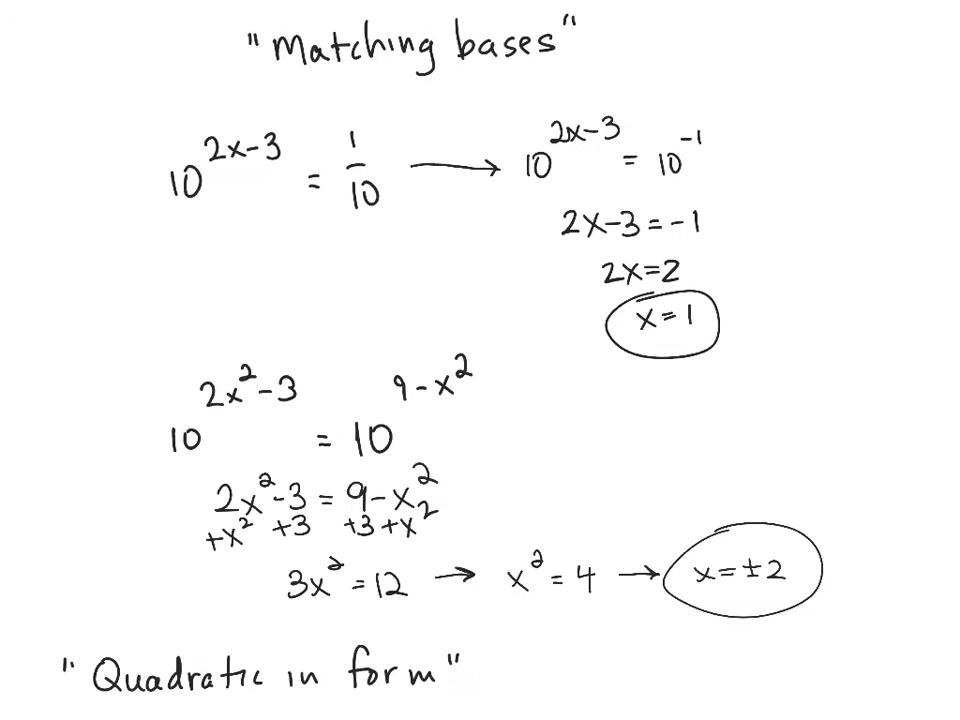 "Matching bases"
10^{2x-3} = 1/10 → 10^{2x-3} = 10^{-1}
2x-3 = -1
2x=2
x=1
10^{2x²-3} = 10^{9-x²}
2x²-3 = 9-x²
+x² +3 +3 +x²
3x² = 12 → x² = 4 → x=±2
"Quadratic in form"